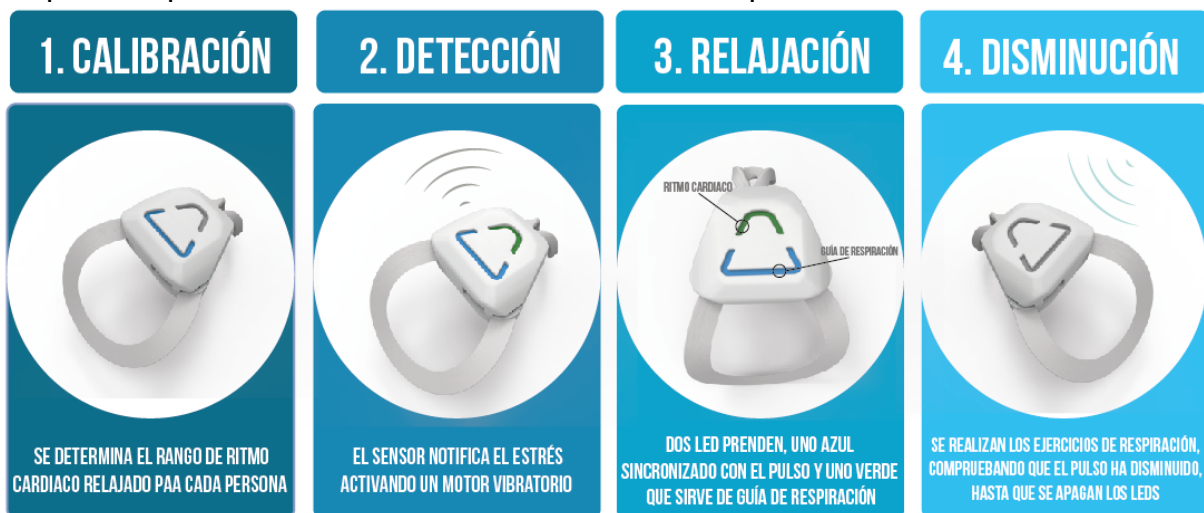 1. CALIBRACIÓN
SE DETERMINA EL RANGO DE RITMO
CARDIACO RELAJADO PAA CADA PERSONA
2. DETECCIÓN
EL SENSOR NOTIFICA EL ESTRÉS
ACTIVANDO UN MOTOR VIBRATORIO
3. RELAJACIÓN
RITMO CARDIACO
GUÍA DE RESPIRACIÓN
DOS LED PRENDEN, UNO AZUL
SINCRONIZADO CON EL PULSO Y UNO VERDE
QUE SIRVE DE GUÍA DE RESPIRACIÓN
4. DISMINUCIÓN
SE REALIZAN LOS EJERCICIOS DE RESPIRACIÓN,
COMPRUEBANDO QUE EL PULSO HA DISMINUIDO,
HASTA QUE SE APAGAN LOS LEDS